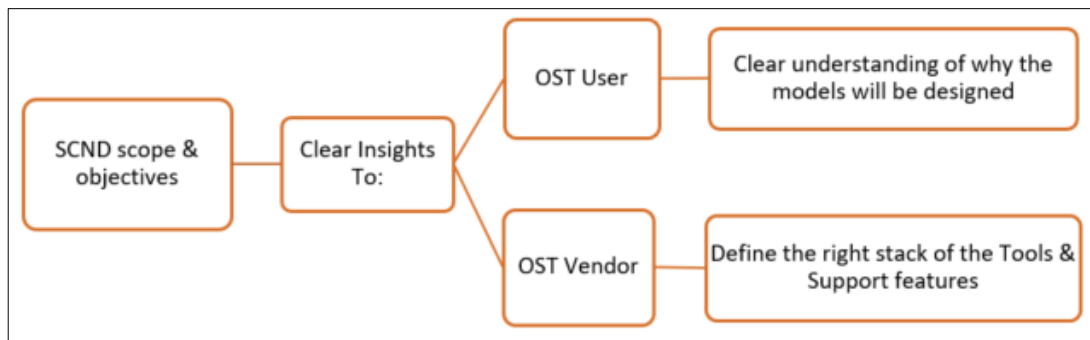 SCND scope &
objectives
Clear Insights
To:
OST User
Clear understanding of why the
models will be designed
OST Vendor
Define the right stack of the Tools &
Support features